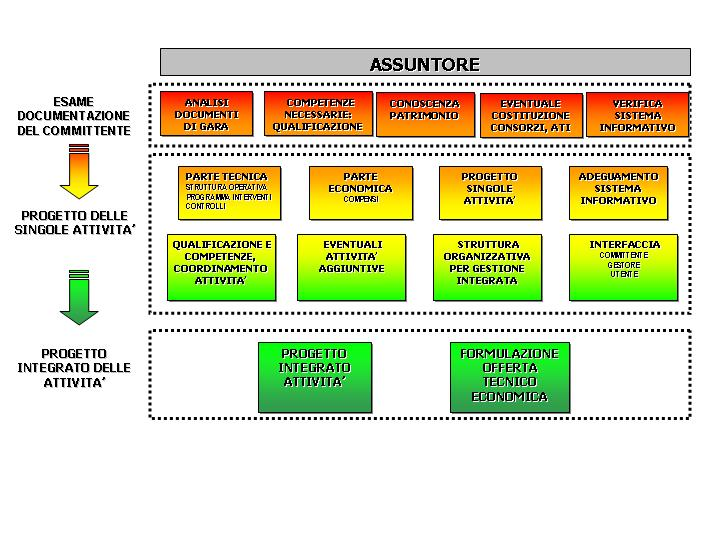 ASSUNTORE
ESAME
DOCUMENTAZIONE
DEL COMMITTENTE
ANALISI
DOCUMENTI
DI GARA
COMPETENZE
NECESSARIE:
QUALIFICAZIONE
CONOSCENZA
PATRIMONIO
EVENTUALE
COSTITUZIONE
CONSORZI, ATI
VERIFICA
SISTEMA
INFORMATIVO
PROGETTO DELLE
SINGOLE ATTIVITA’
PARTE TECNICA
STRUTTURA OPERATIVA
PROGRAMMA INTERVENTI
CONTROLLI
PARTE
ECONOMICA
COMPENSI
PROGETTO
SINGOLE
ATTIVITA’
ADEGUAMENTO
SISTEMA
INFORMATIVO
QUALIFICAZIONE E
COMPETENZE,
COORDINAMENTO
ATTIVITA’
EVENTUALI
ATTIVITA’
AGGIUNTIVE
STRUTTURA
ORGANIZZATIVA
PER GESTIONE
INTEGRATA
INTERFACCIA
COMMITTENTE
GESTORE
UTENTE
PROGETTO
INTEGRATO DELLE
ATTIVITA’
PROGETTO
INTEGRATO
ATTIVITA’
FORMULAZIONE
OFFERTA
TECNICO
ECONOMICA